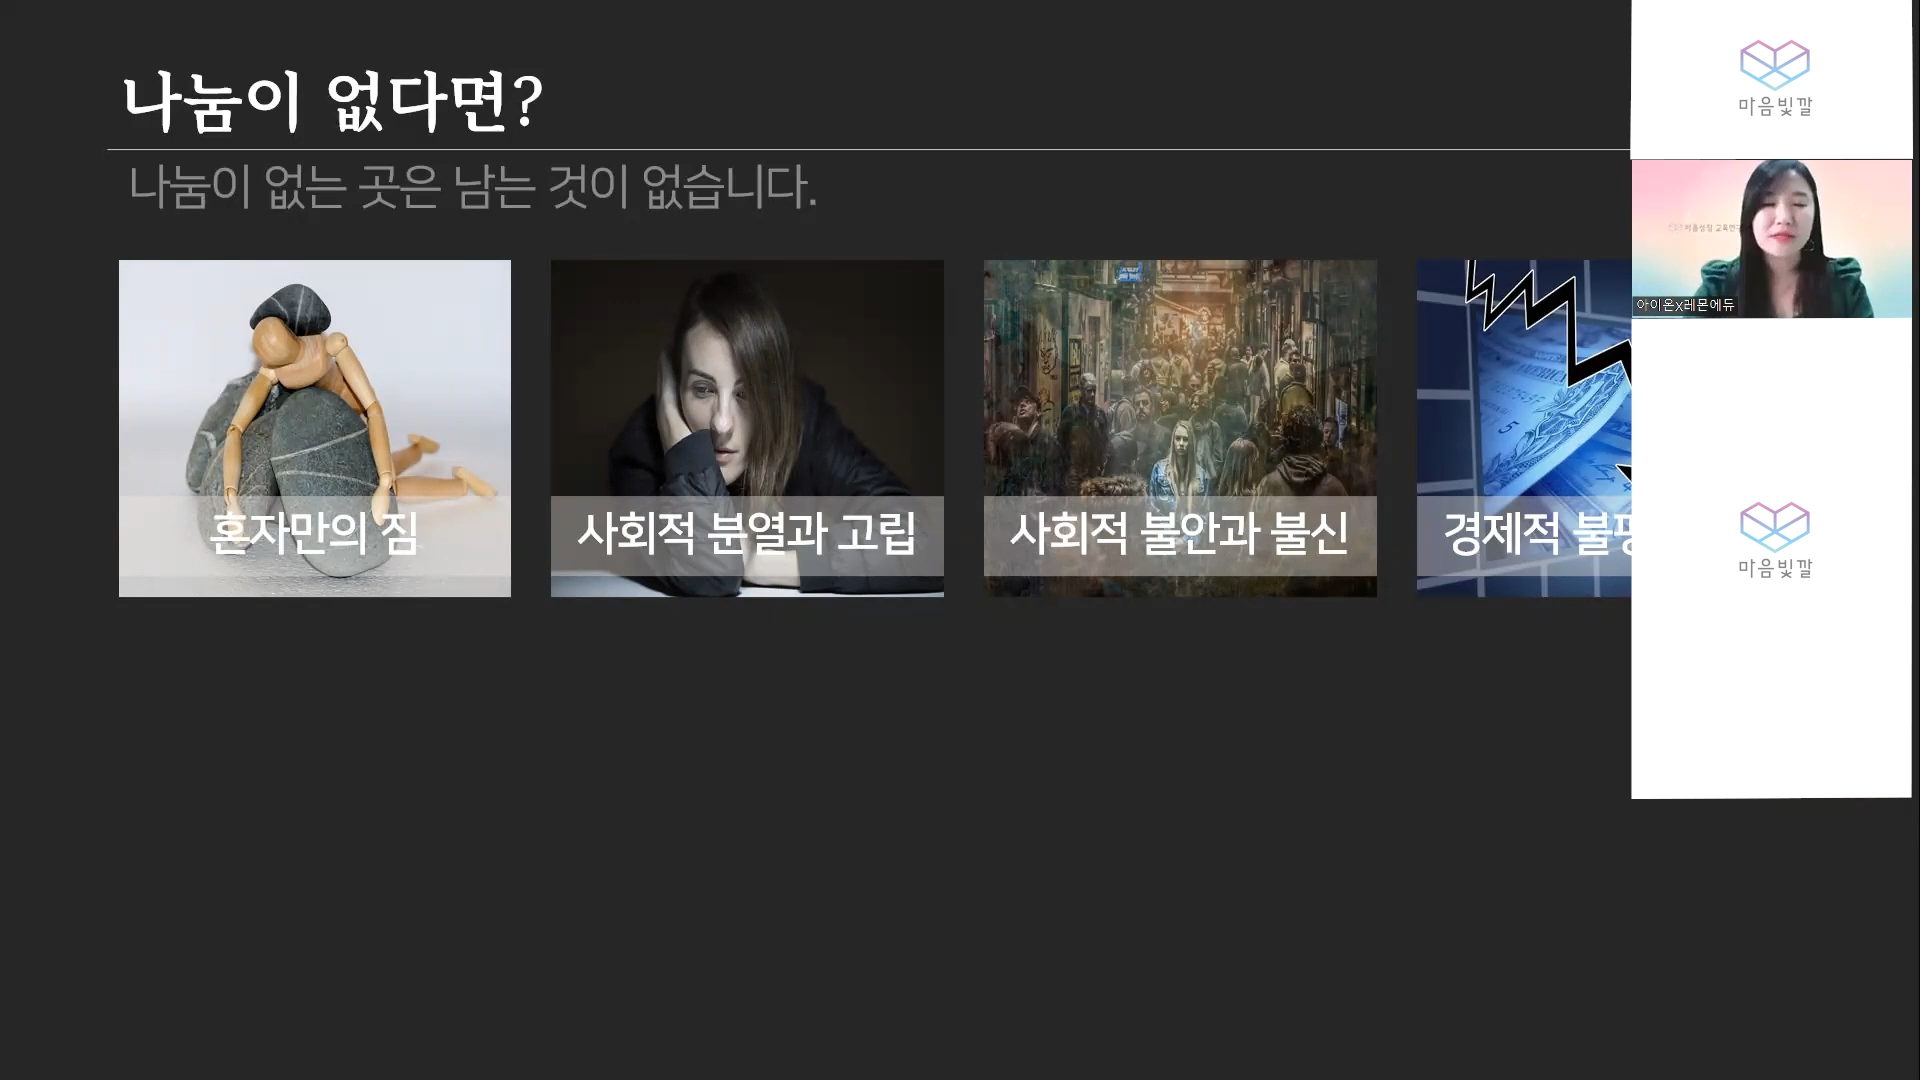 나눔이 없다면?
나눔이 없는 곳은 남는 것이 없습니다.
혼자만의 짐
사회적 분열과 고립
사회적 불안과 불신
경제적
마음빛깔
아이온x레몬에듀
마음빛깔